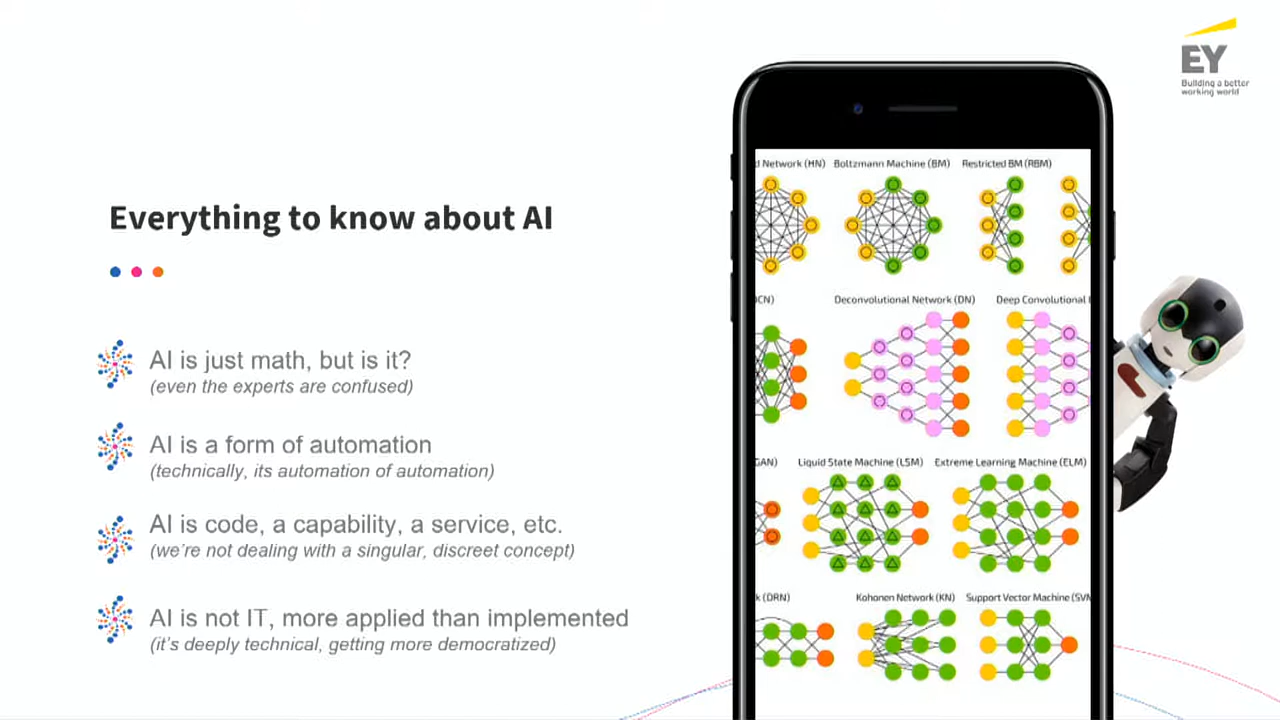 EY
Building a better
working world
Everything to know about AI
AI is just math, but is it?
(even the experts are confused)
AI is a form of automation
(technically, its automation of automation)
AI is code, a capability, a service, etc.
(we're not dealing with a singular, discreet concept)
AI is not IT, more applied than implemented
(it's deeply technical, getting more democratized)
d Network (HN) Boltzmann Machine (BM) Restricted BM (RBM)
CN) Deconvolutional Network (DN) Deep Convolutional
GAN) Liquid State Machine (LSM) Extreme Learning Machine (ELM)
k (DRN) Kohonen Network (KN) Support Vector Machine (SVM